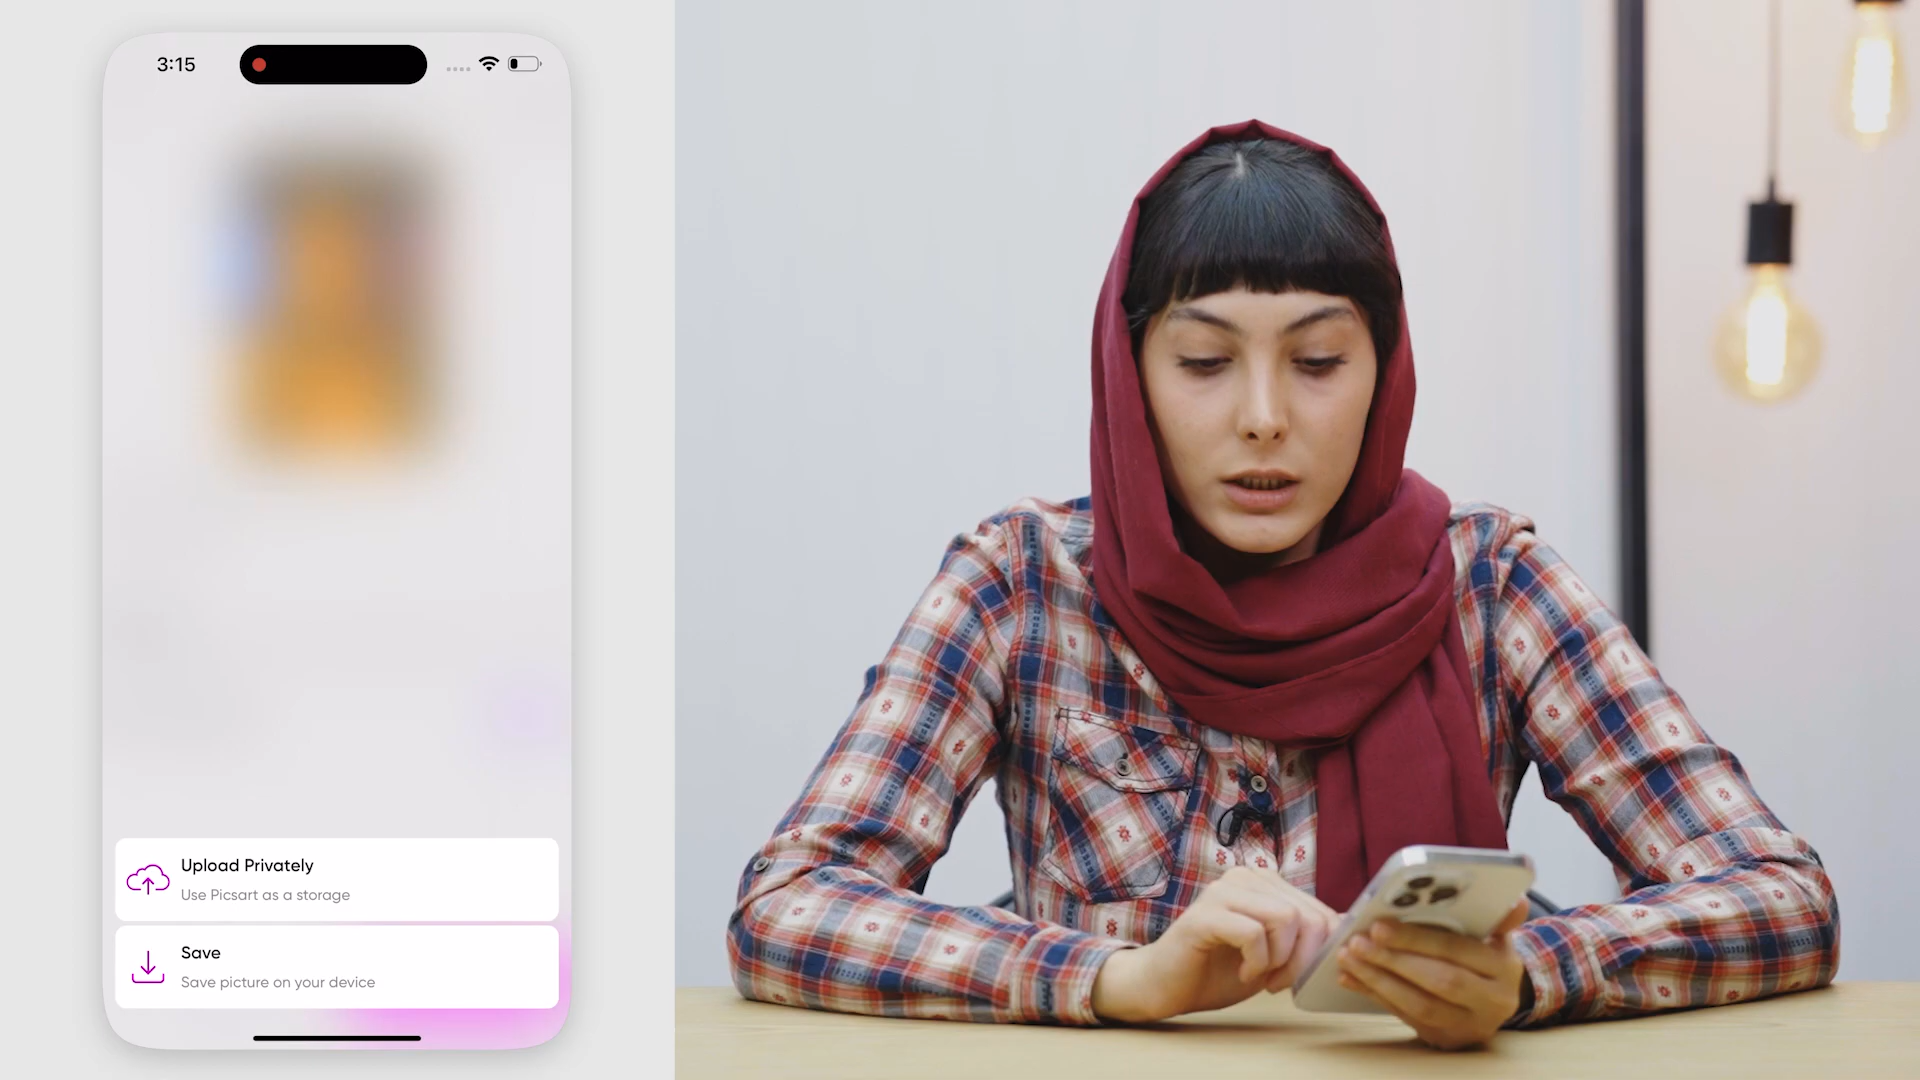 3:15
Upload Privately
Use Picsart as a storage
Save
Save picture on your device